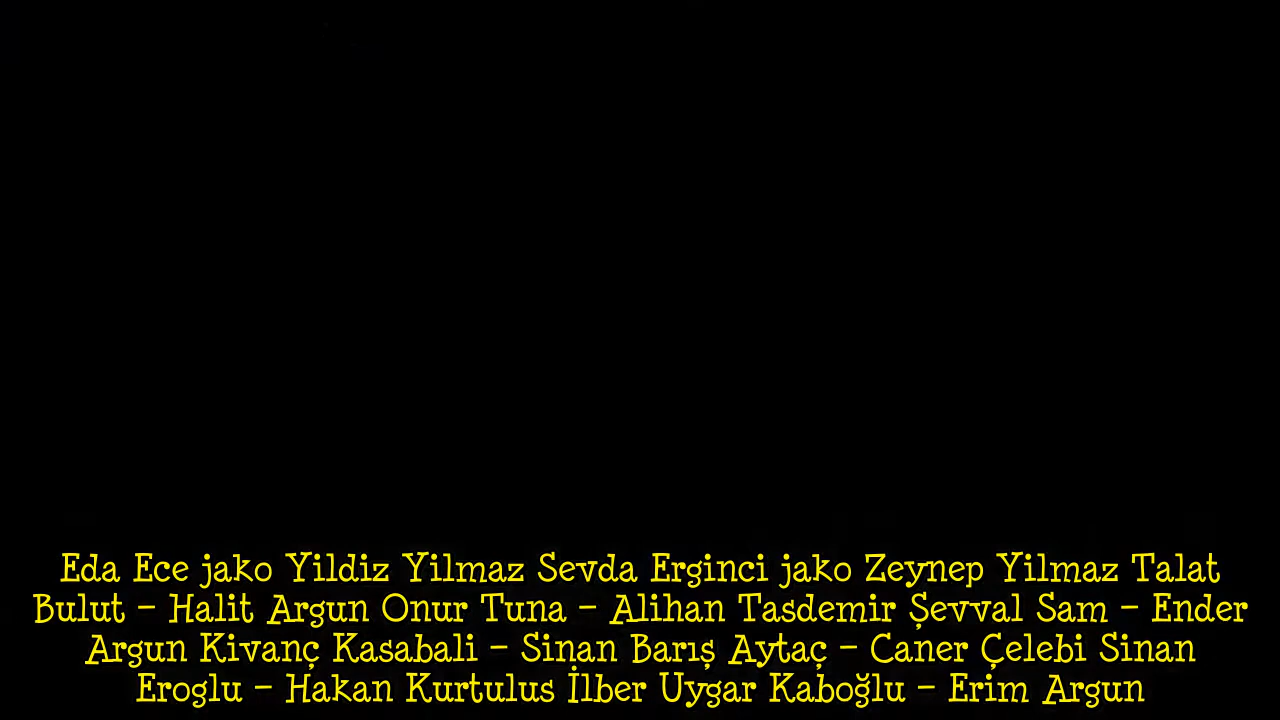 Eda Ece jako Yildiz Yilmaz Sevda Erginci jako Zeynep Yilmaz Talat
Bulut - Halit Argun Onur Tuna - Alihan Tasdemir Şevval Sam - Ender
Argun Kivanç Kasabali - Sinan Barış Aytaç - Caner Çelebi Sinan
Eroglu - Hakan Kurtulus İlber Uygar Kaboğlu - Erim Argun